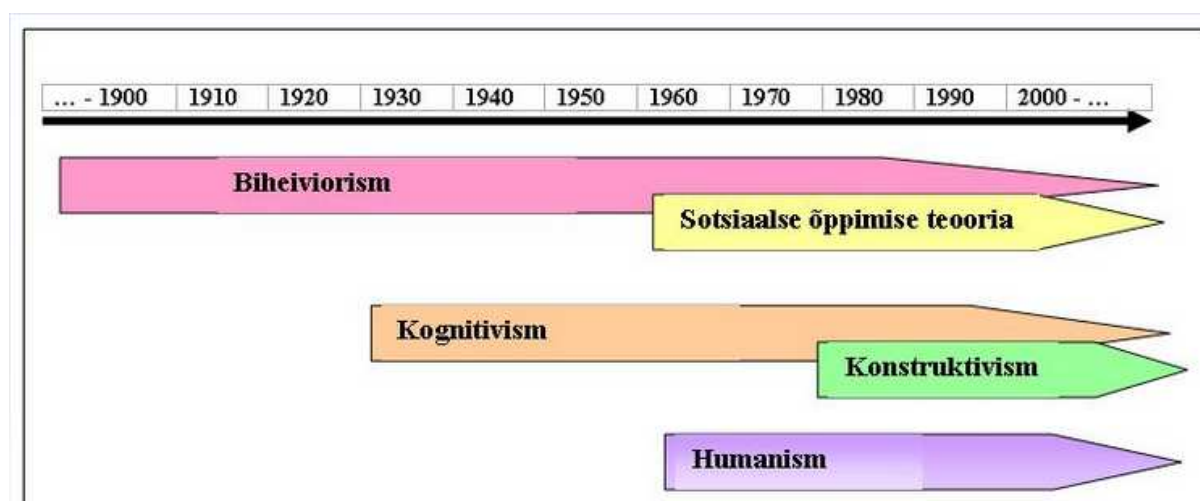 ... - 1900 1910 1920 1930 1940 1950 1960 1970 1980 1990 2000 - ...
Biheiviorism
Sotsiaalse õppimise teooria
Kognitivism
Konstruktivism
Humanism